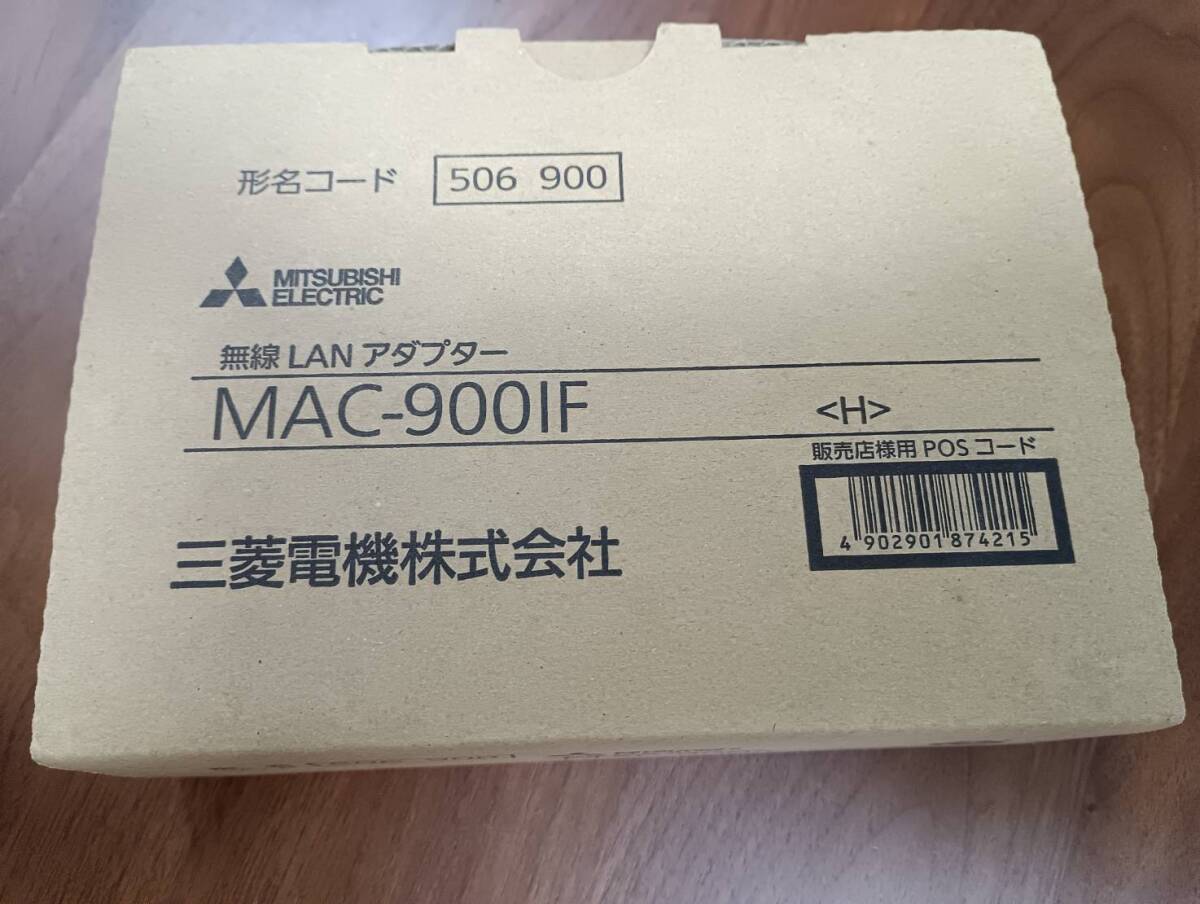 形名コード 506 900
MITSUBISHI
ELECTRIC
無線 LAN アダプター
MAC-900IF <H>
販売店様用 POS コード
4 902901 874215
三菱電機株式会社